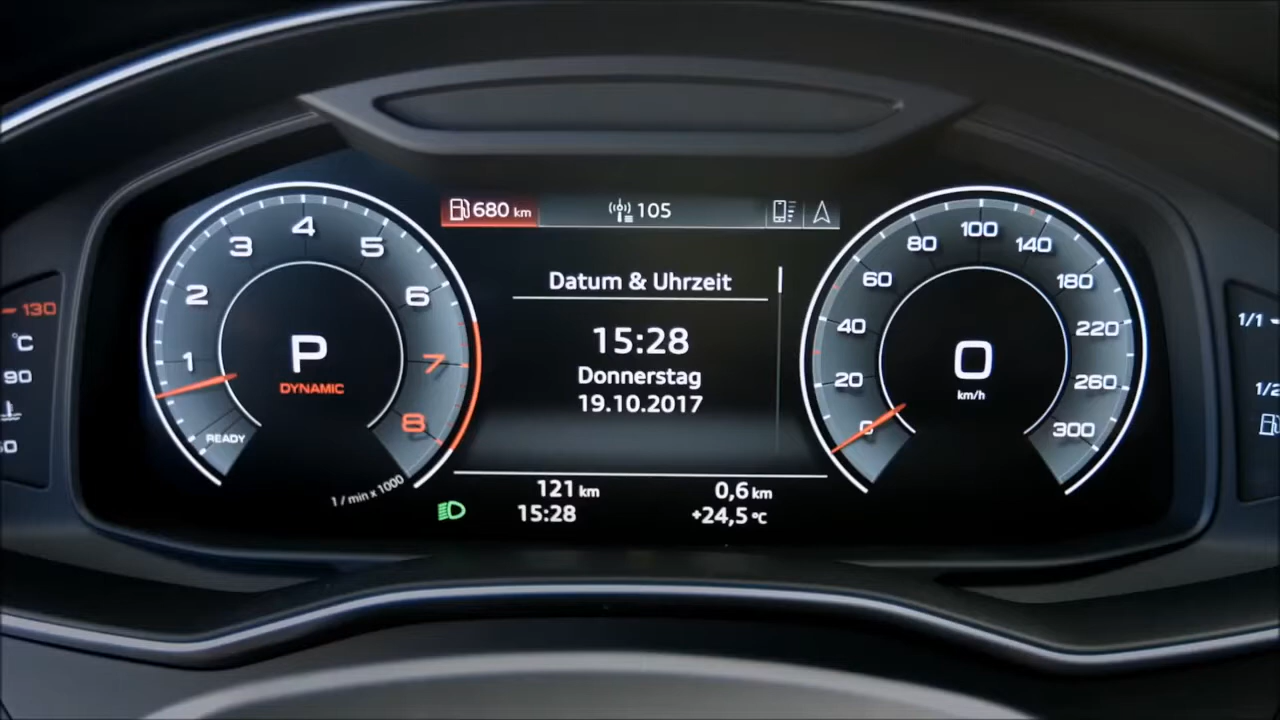 680 km
105
1
2
3
4
5
6
7
8
P
DYNAMIC
READY
1 / min x 1000
Datum & Uhrzeit
15:28
Donnerstag
19.10.2017
121 km
0,6 km
15:28
+24,5 °C
0
20
40
60
80
100
140
180
220
260
300
0
km/h
130
°C
90
1/1